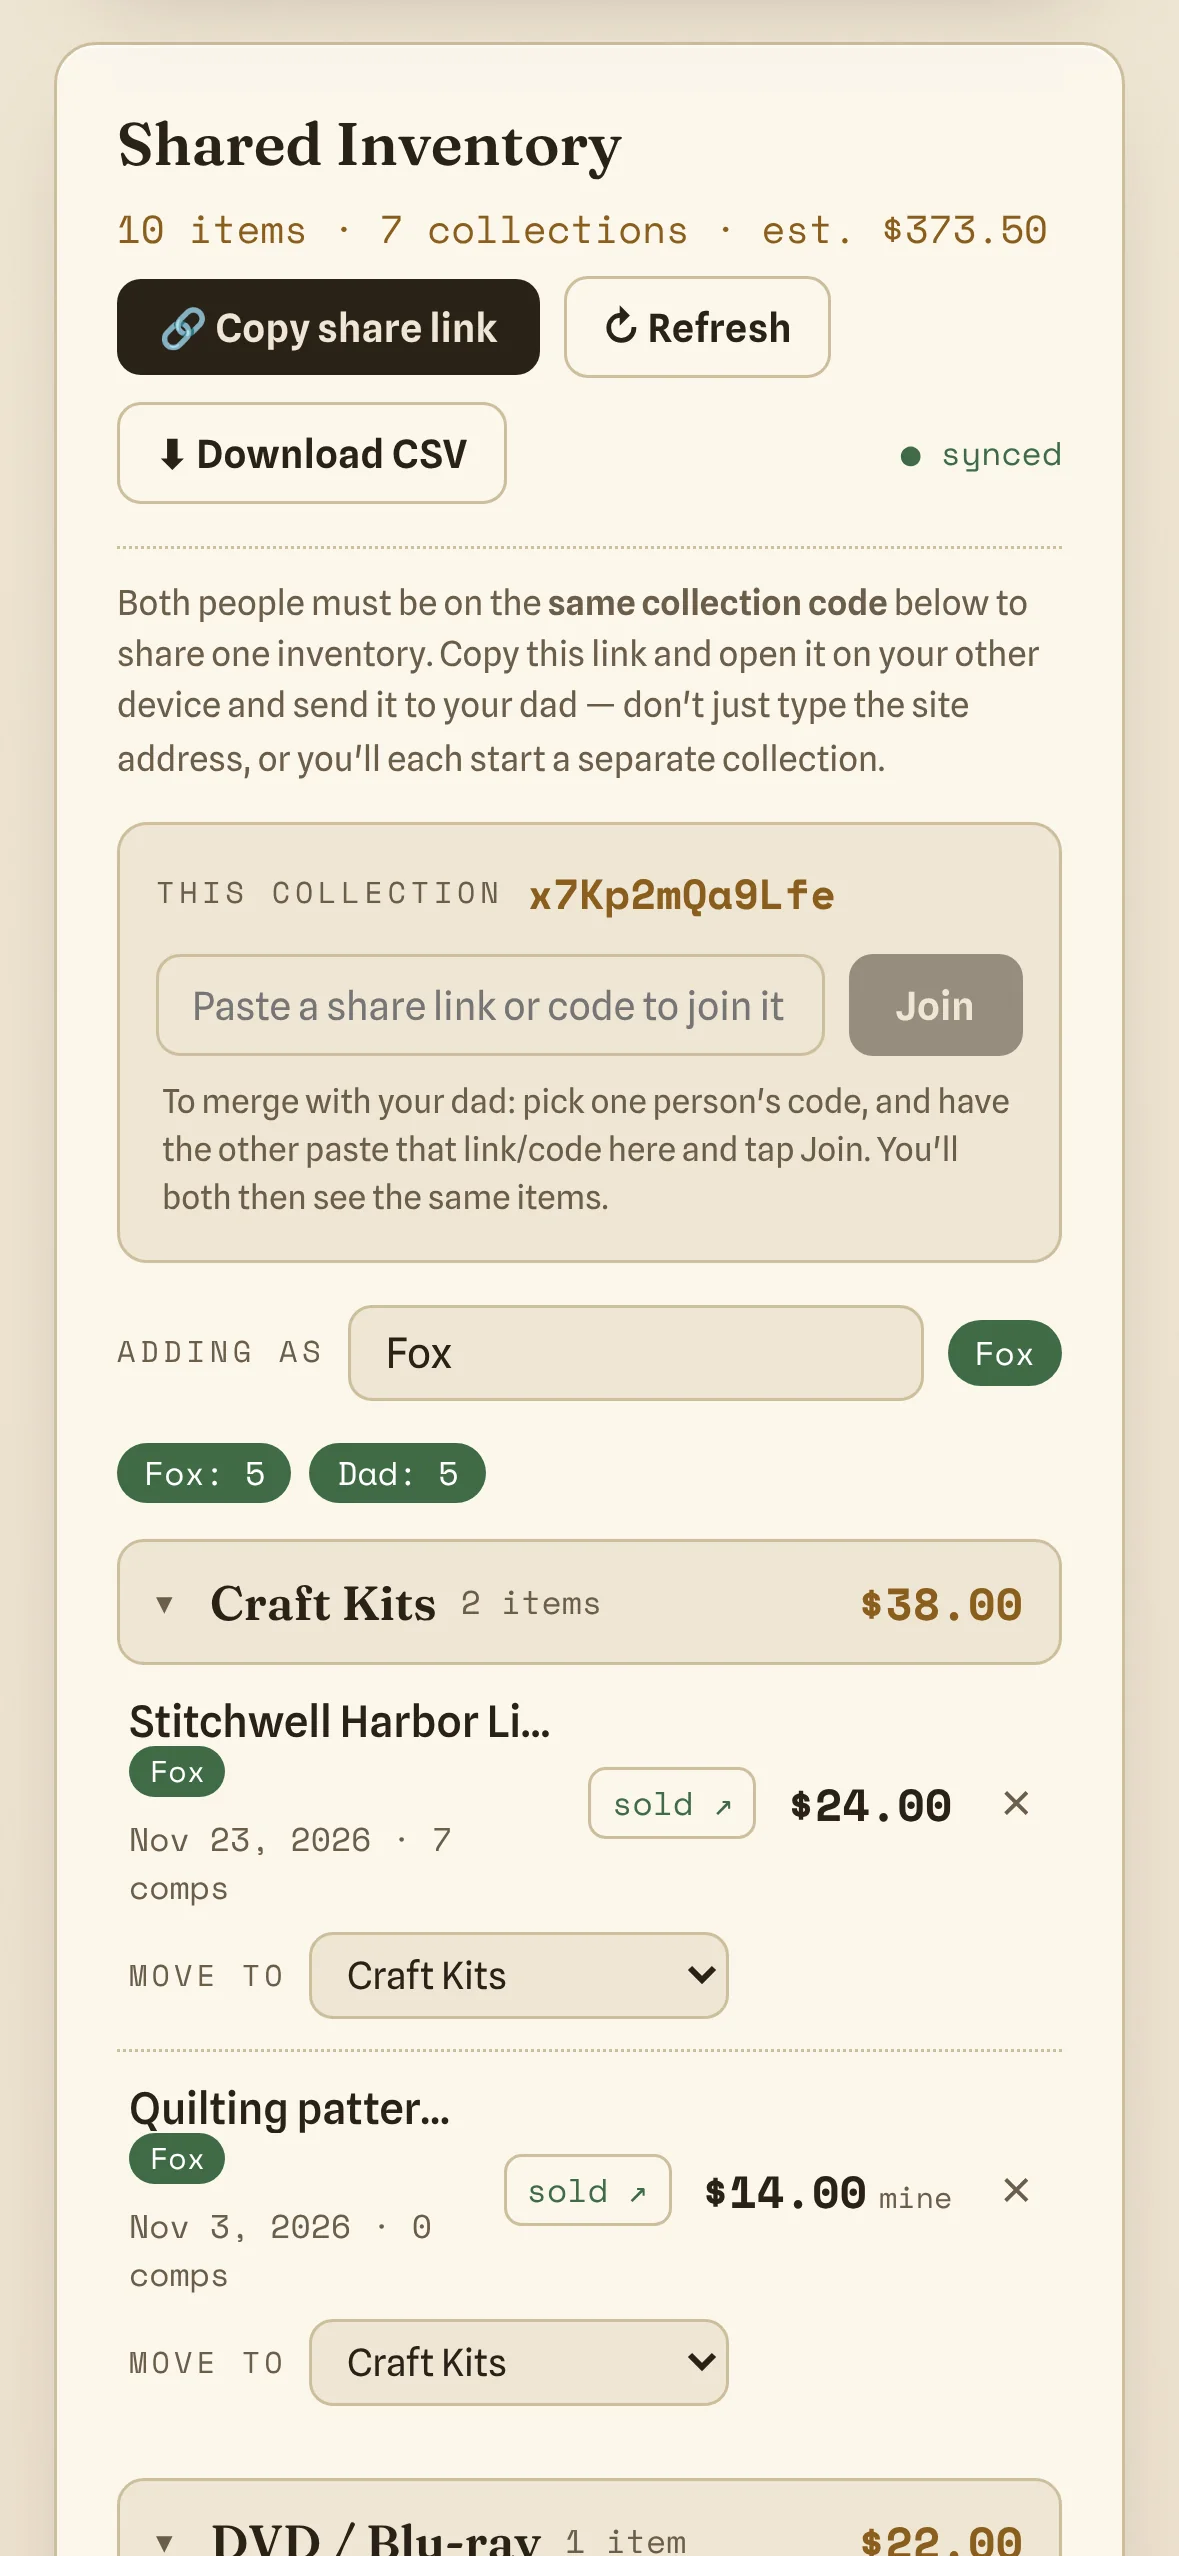 Shared Inventory
10 items · 7 collections · est. $373.50
🔗 Copy share link
↻ Refresh
⬇ Download CSV
● synced
Both people must be on the same collection code below to
share one inventory. Copy this link and open it on your other
device and send it to your dad — don't just type the site
address, or you'll each start a separate collection.
THIS COLLECTION x7Kp2mQa9Lfe
Paste a share link or code to join it
Join
To merge with your dad: pick one person's code, and have
the other paste that link/code here and tap Join. You'll
both then see the same items.
ADDING AS
Fox
Fox
Fox: 5
Dad: 5
▼ Craft Kits 2 items $38.00
Stitchwell Harbor Li...
Fox
sold ↗ $24.00 ✕
Nov 23, 2026 · 7
comps
MOVE TO Craft Kits
Quilting patter...
Fox
sold ↗ $14.00 mine ✕
Nov 3, 2026 · 0
comps
MOVE TO Craft Kits
▼ DVD / Blu-ray 1 item $22.00